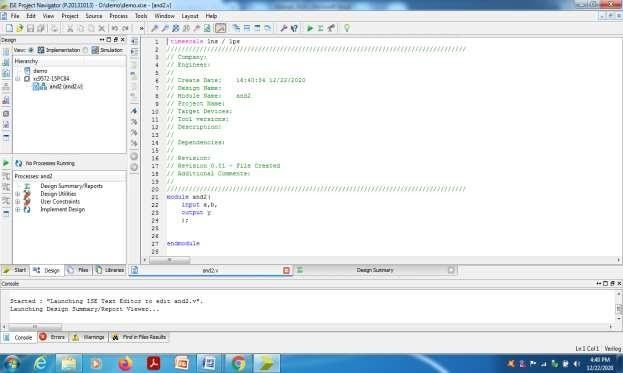 ISE Project Navigator (P.20131013) - D:\demo\demo.xise - [and2.v]
File Edit View Project Source Process Tools Window Layout Help
Design
View: Implementation Simulation
Hierarchy
demo
xc9572-15PC84
and2 (and2.v)
No Processes Running
Processes: and2
Design Summary/Reports
Design Utilities
User Constraints
Implement Design
Start Design Files Libraries
1 `timescale 1ns / 1ps
2 //////////////////////////////////////////////////////////////////////////////////
3 // Company:
4 // Engineer:
5 //
6 // Create Date: 16:40:34 12/22/2020
7 // Design Name:
8 // Module Name: and2
9 // Project Name:
10 // Target Devices:
11 // Tool versions:
12 // Description:
13 //
14 // Dependencies:
15 //
16 // Revision:
17 // Revision 0.01 - File Created
18 // Additional Comments:
19 //
20 //////////////////////////////////////////////////////////////////////////////////
21 module and2(
22 input a,b,
23 output y
24 );
25
26
27 endmodule
28
and2.v Design Summary
Console
Started : "Launching ISE Text Editor to edit and2.v".
Launching Design Summary/Report Viewer...
Console Errors Warnings Find in Files Results
Ln 1 Col 1 Verilog
4:40 PM
12/22/2020